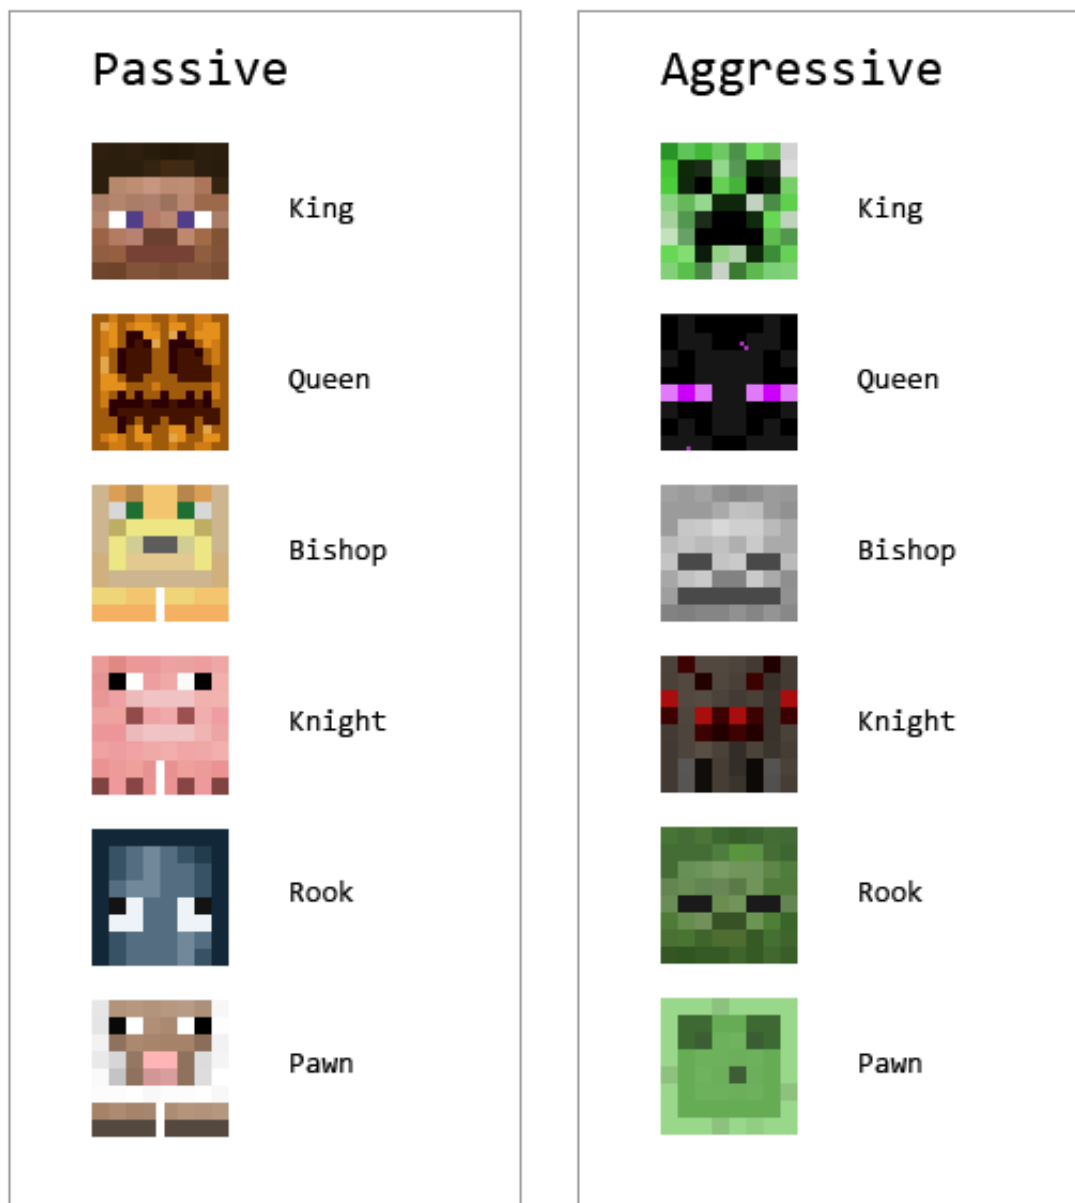 Passive
King
Queen
Bishop
Knight
Rook
Pawn
Aggressive
King
Queen
Bishop
Knight
Rook
Pawn